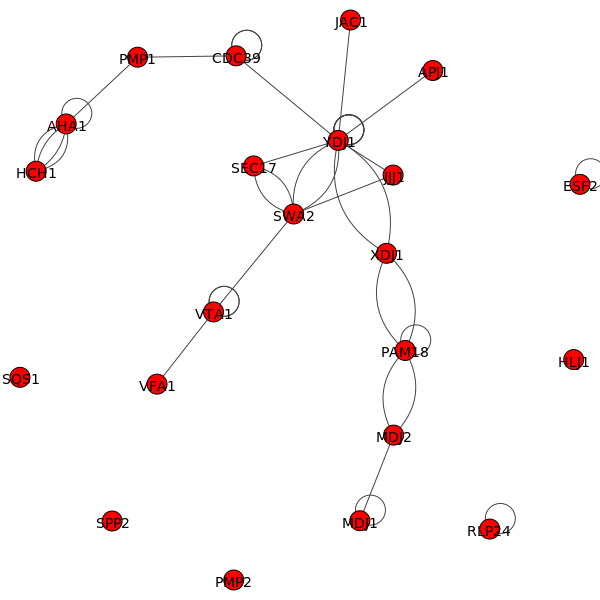 JAC1
PMP1
CDC39
API1
AHA1
YDJ1
SEC17
HCH1
JJJ1
ESF2
SWA2
XDJ1
VTA1
PAM18
HLJ1
SQS1
VFA1
MDJ2
SPP2
MDJ1
RLP24
PMP2